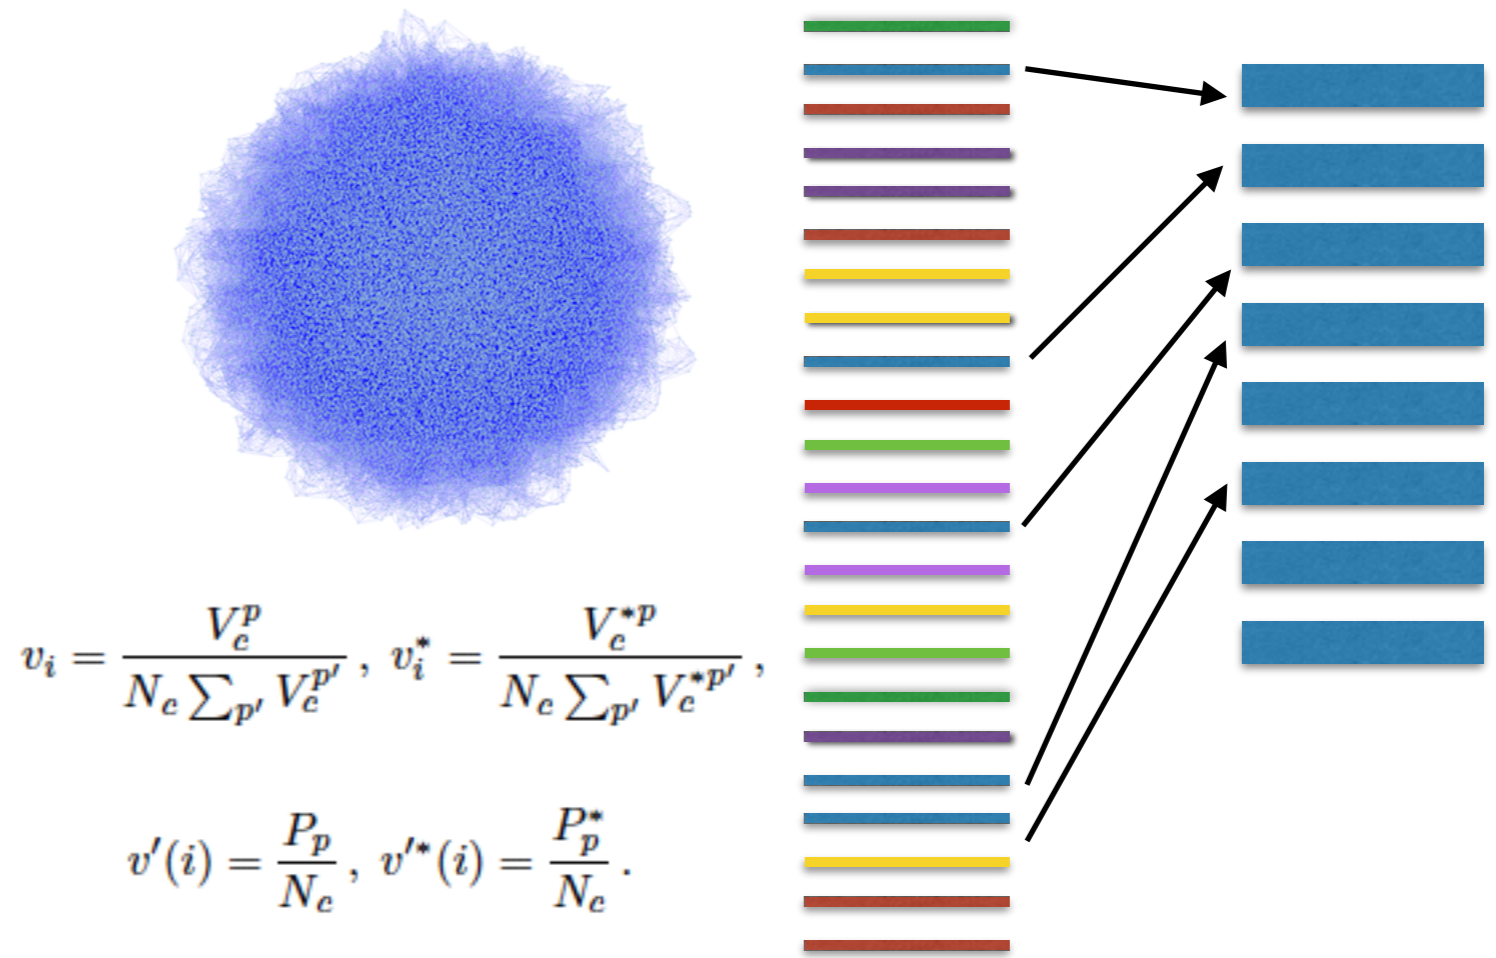 v_i = \frac{V_c^p}{N_c \sum_{p'} V_c^{p'}} , v_i^* = \frac{V_c^{*p}}{N_c \sum_{p'} V_c^{*p'}} ,
v'(i) = \frac{P_p}{N_c} , v'^*(i) = \frac{P_p^*}{N_c} .